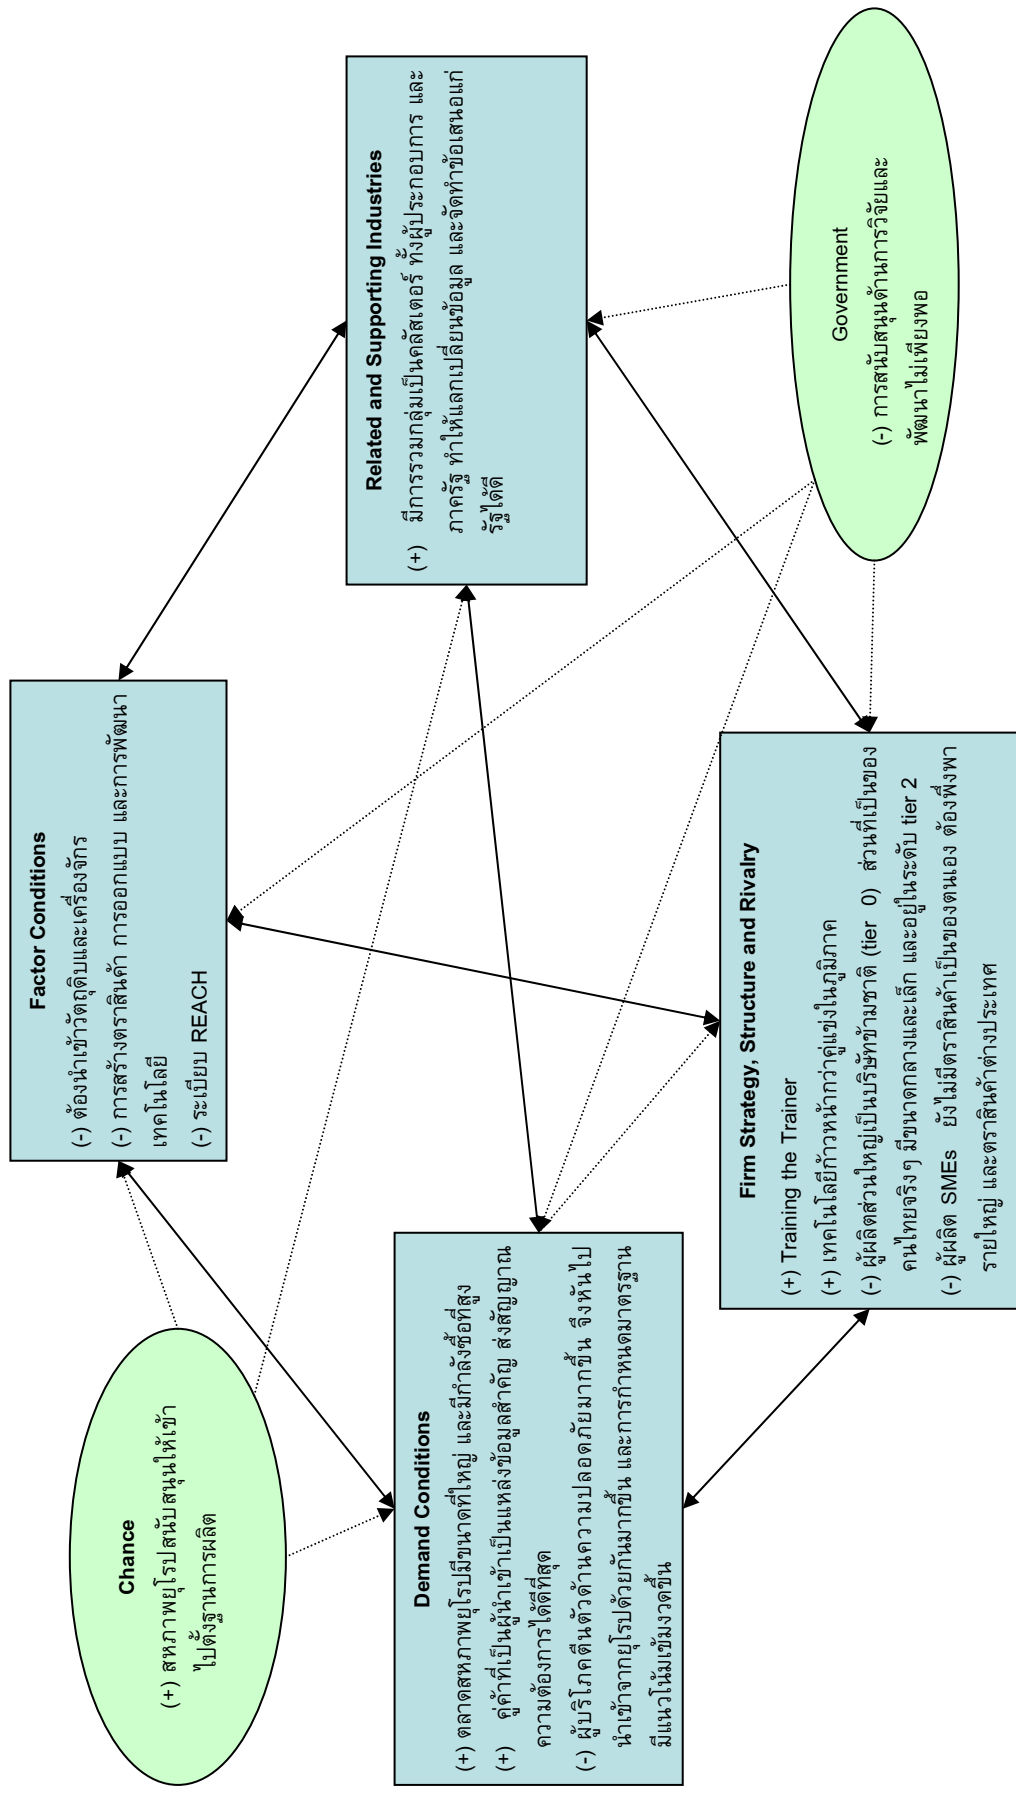 Factor Conditions
(-) ต้องนำเข้าวัตถุดิบและเครื่องจักร
(-) การสร้างตราสินค้า การออกแบบ และการพัฒนา
เทคโนโลยี
(-) ระเบียบ REACH
Chance
(+) สหภาพยุโรปสนับสนุนให้เข้า
ไปตั้งฐานการผลิต
Related and Supporting Industries
(+) มีการรวมกลุ่มเป็นคลัสเตอร์ ทั้งผู้ประกอบการ และ
ภาครัฐ ทำให้แลกเปลี่ยนข้อมูล และจัดทำข้อเสนอแก่
รัฐได้ดี
Demand Conditions
(+) ตลาดสหภาพยุโรปมีขนาดที่ใหญ่ และมีกำลังซื้อที่สูง
(+) คู่ค้าที่เป็นผู้นำเข้าเป็นแหล่งข้อมูลสำคัญ ส่งสัญญาณ
ความต้องการได้ดีที่สุด
(-) ผู้บริโภคตื่นตัวด้านความปลอดภัยมากขึ้น จึงหันไป
นำเข้าจากยุโรปด้วยกันมากขึ้น และการกำหนดมาตรฐาน
มีแนวโน้มเข้มงวดขึ้น
Firm Strategy, Structure and Rivalry
(+) Training the Trainer
(+) เทคโนโลยีก้าวหน้ากว่าคู่แข่งในภูมิภาค
(-) ผู้ผลิตส่วนใหญ่เป็นบริษัทข้ามชาติ (tier 0) ส่วนที่เป็นของ
คนไทยจริงๆ มีขนาดกลางและเล็ก และอยู่ในระดับ tier 2
(-) ผู้ผลิต SMEs ยังไม่มีตราสินค้าเป็นของตนเอง ต้องพึ่งพา
รายใหญ่ และตราสินค้าต่างประเทศ
Government
(-) การสนับสนุนด้านการวิจัยและ
พัฒนาไม่เพียงพอ